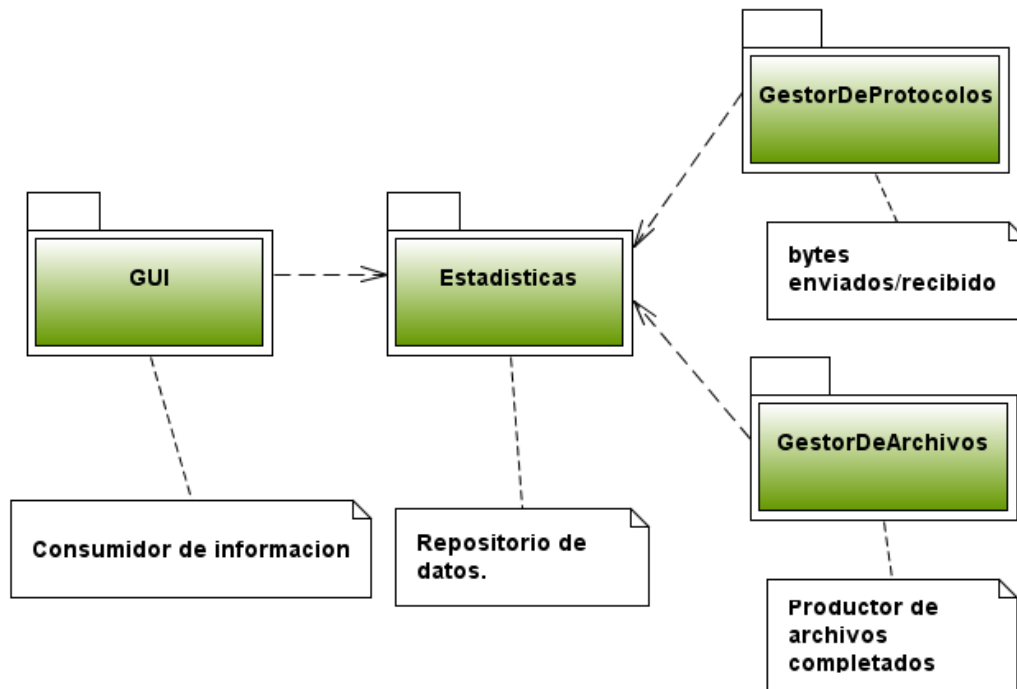 GestorDeProtocolos
bytes
enviados/recibido
GUI
Estadisticas
GestorDeArchivos
Consumidor de informacion
Repositorio de
datos.
Productor de
archivos
completados